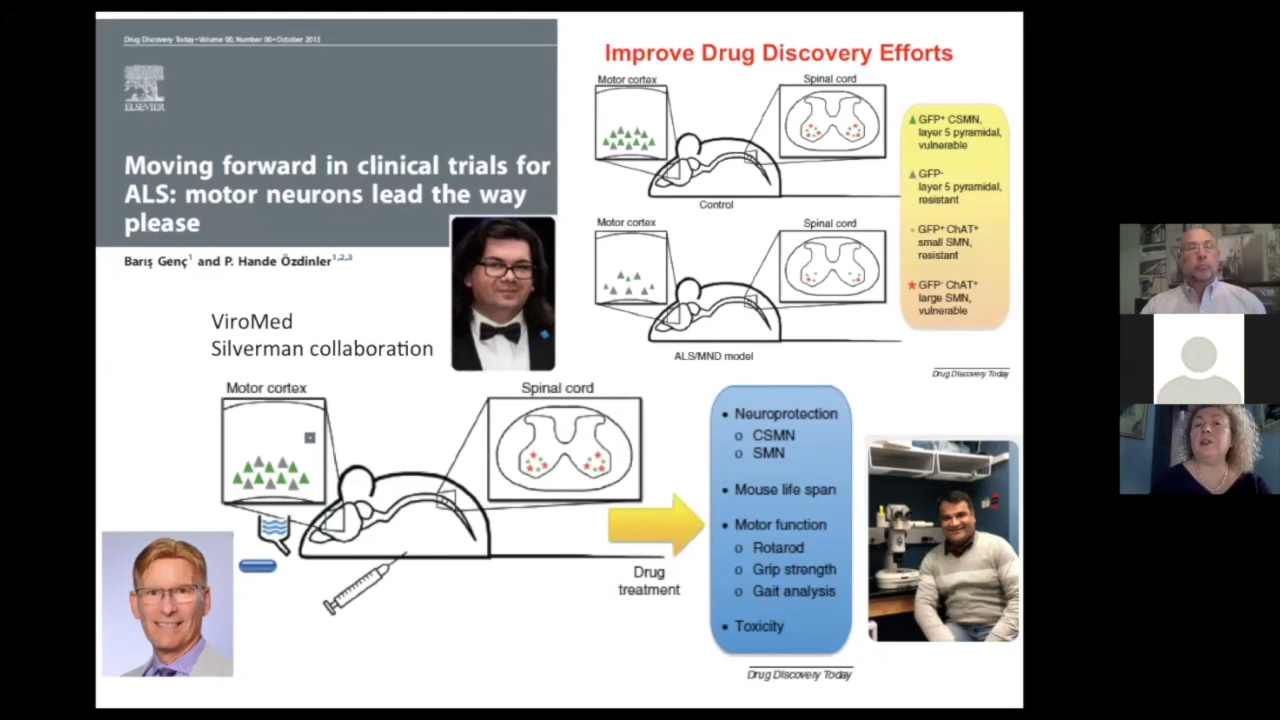 Drug Discovery Today • Volume 00, Number 00 • October 2013
ELSEVIER
Moving forward in clinical trials for
ALS: motor neurons lead the way
please
Barış Genç1 and P. Hande Özdinler1,2,3
ViroMed
Silverman collaboration
Improve Drug Discovery Efforts
Motor cortex
Spinal cord
Control
Motor cortex
Spinal cord
ALS/MND model
GFP+ CSMN,
layer 5 pyramidal,
vulnerable
GFP-
layer 5 pyramidal,
resistant
GFP+ ChAT+
small SMN,
resistant
GFP- ChAT+
large SMN,
vulnerable
Drug Discovery Today
Motor cortex
Spinal cord
Drug
treatment
• Neuroprotection
o CSMN
o SMN
• Mouse life span
• Motor function
o Rotarod
o Grip strength
o Gait analysis
• Toxicity
Drug Discovery Today